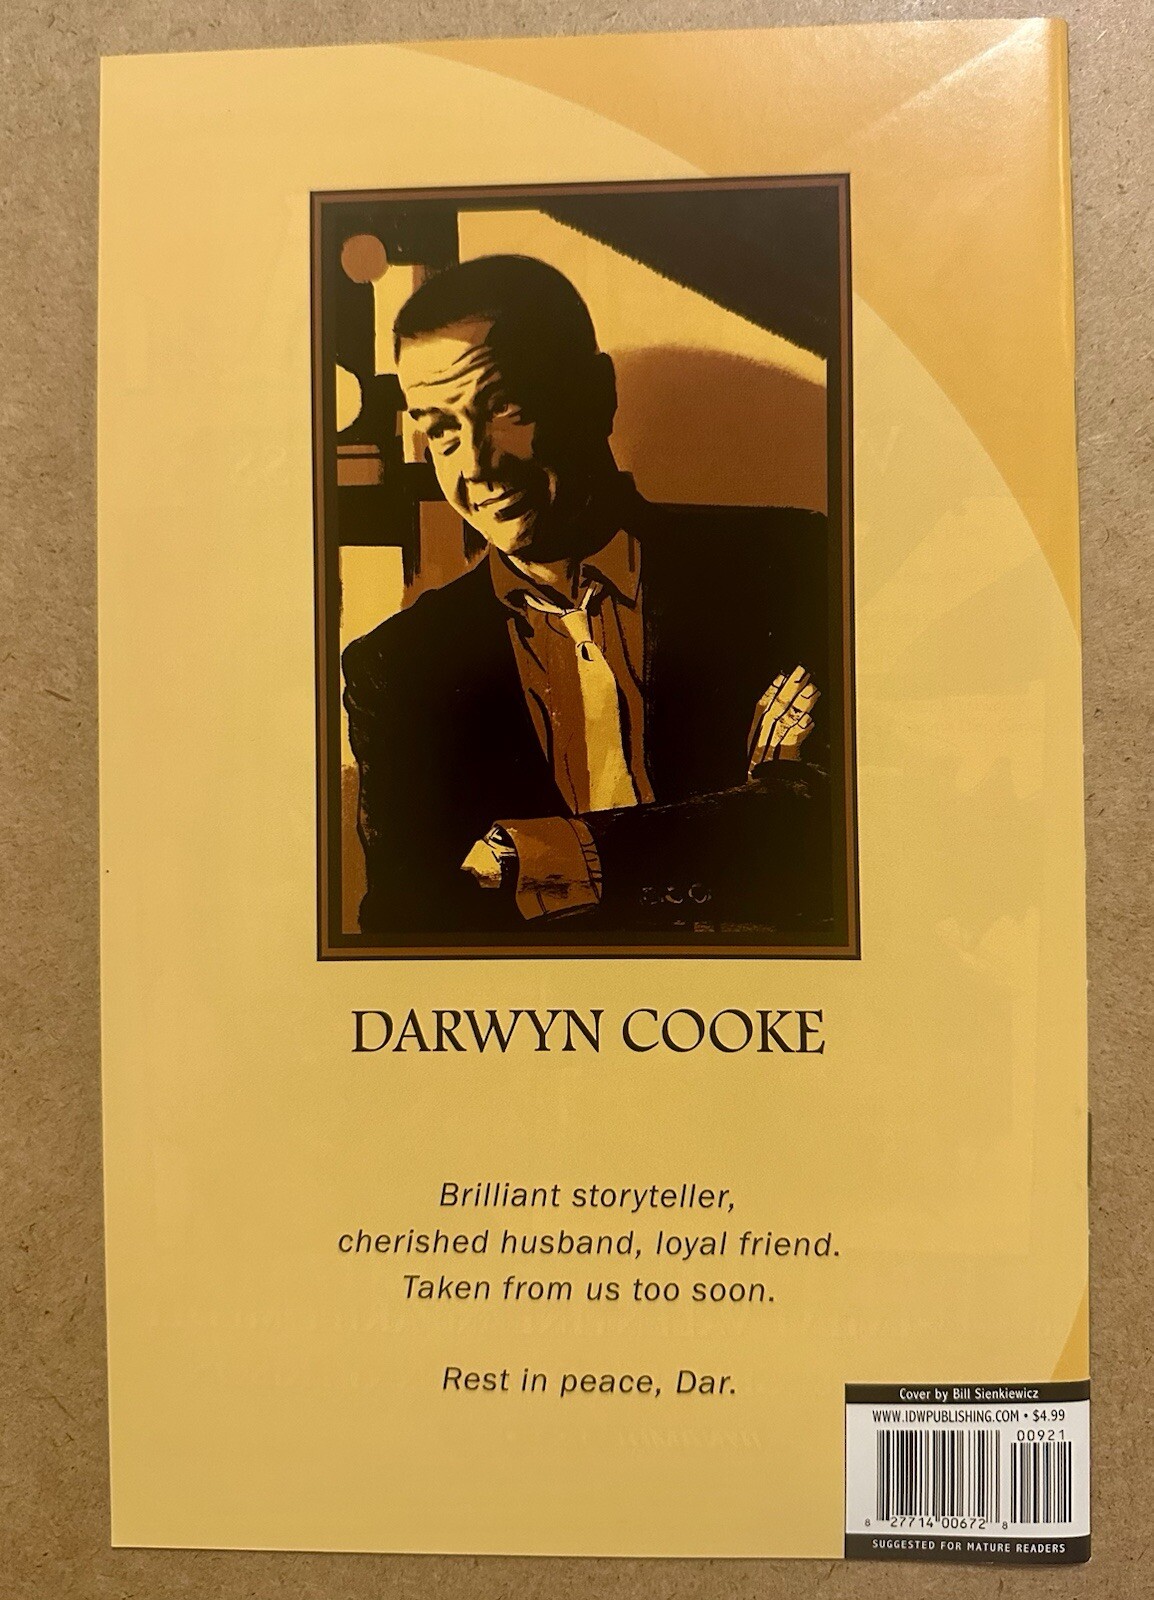 DARWYN COOKE
Brilliant storyteller,
cherished husband, loyal friend.
Taken from us too soon.
Rest in peace, Dar.
Cover by Bill Sienkiewicz
WWW.IDWPUBLISHING.COM • $4.99
00921
8 27714 00672 8
SUGGESTED FOR MATURE READERS